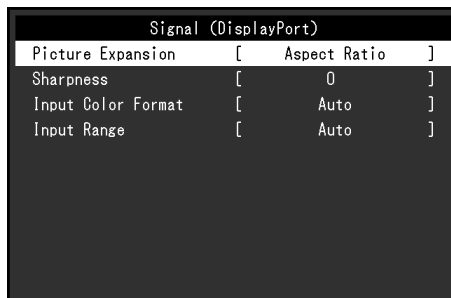 Signal (DisplayPort)
Picture Expansion [ Aspect Ratio ]
Sharpness [ 0 ]
Input Color Format [ Auto ]
Input Range [ Auto ]